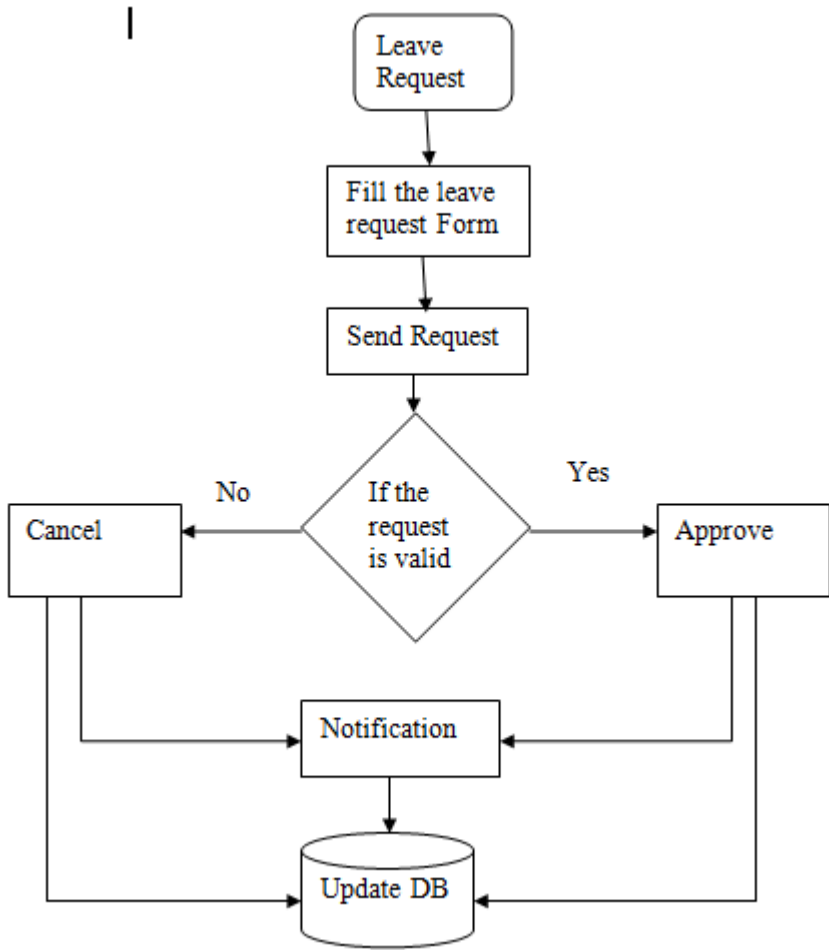 Leave
Request
Fill the leave
request Form
Send Request
If the
request
is valid
No
Yes
Cancel
Approve
Notification
Update DB